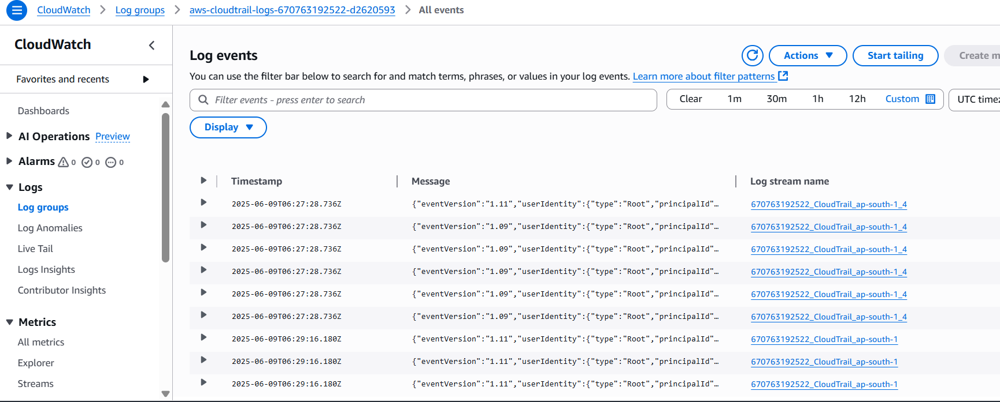 CloudWatch > Log groups > aws-cloudtrail-logs-670763192522-d2620593 > All events
CloudWatch
Favorites and recents
Dashboards
AI Operations Preview
Alarms 0 0 0
Logs
Log groups
Log Anomalies
Live Tail
Logs Insights
Contributor Insights
Metrics
All metrics
Explorer
Streams
Log events
Actions
Start tailing
Create m
You can use the filter bar below to search for and match terms, phrases, or values in your log events. Learn more about filter patterns
Filter events - press enter to search
Clear 1m 30m 1h 12h Custom
UTC timez
Display
Timestamp Message Log stream name
2025-06-09T06:27:28.736Z {"eventVersion":"1.11","userIdentity":{"type":"Root","principalId"… 670763192522_CloudTrail_ap-south-1_4
2025-06-09T06:27:28.736Z {"eventVersion":"1.09","userIdentity":{"type":"Root","principalId"… 670763192522_CloudTrail_ap-south-1_4
2025-06-09T06:27:28.736Z {"eventVersion":"1.09","userIdentity":{"type":"Root","principalId"… 670763192522_CloudTrail_ap-south-1_4
2025-06-09T06:27:28.736Z {"eventVersion":"1.09","userIdentity":{"type":"Root","principalId"… 670763192522_CloudTrail_ap-south-1_4
2025-06-09T06:27:28.736Z {"eventVersion":"1.09","userIdentity":{"type":"Root","principalId"… 670763192522_CloudTrail_ap-south-1_4
2025-06-09T06:27:28.736Z {"eventVersion":"1.09","userIdentity":{"type":"Root","principalId"… 670763192522_CloudTrail_ap-south-1_4
2025-06-09T06:29:16.180Z {"eventVersion":"1.11","userIdentity":{"type":"Root","principalId"… 670763192522_CloudTrail_ap-south-1
2025-06-09T06:29:16.180Z {"eventVersion":"1.11","userIdentity":{"type":"Root","principalId"… 670763192522_CloudTrail_ap-south-1
2025-06-09T06:29:16.180Z {"eventVersion":"1.11","userIdentity":{"type":"Root","principalId"… 670763192522_CloudTrail_ap-south-1